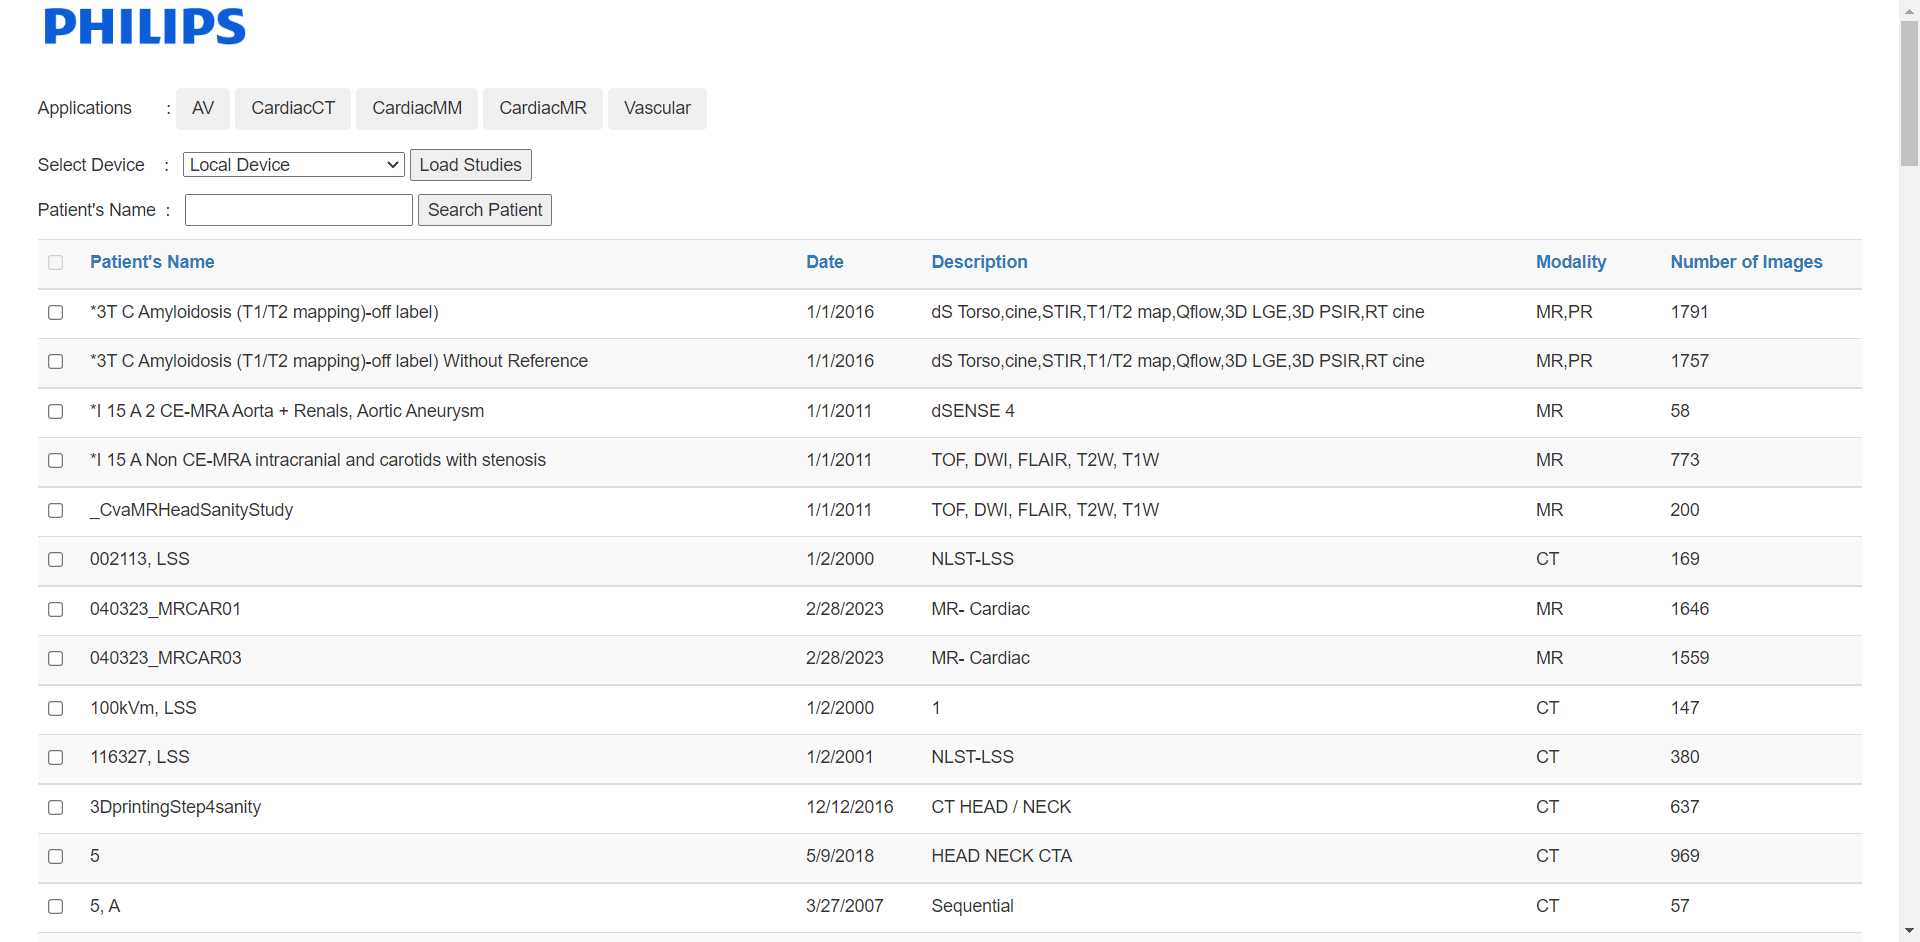 PHILIPS
Applications : AV CardiacCT CardiacMM CardiacMR Vascular
Select Device : Local Device Load Studies
Patient's Name : Search Patient
Patient's Name Date Description Modality Number of Images
*3T C Amyloidosis (T1/T2 mapping)-off label) 1/1/2016 dS Torso,cine,STIR,T1/T2 map,Qflow,3D LGE,3D PSIR,RT cine MR,PR 1791
*3T C Amyloidosis (T1/T2 mapping)-off label) Without Reference 1/1/2016 dS Torso,cine,STIR,T1/T2 map,Qflow,3D LGE,3D PSIR,RT cine MR,PR 1757
*I 15 A 2 CE-MRA Aorta + Renals, Aortic Aneurysm 1/1/2011 dSENSE 4 MR 58
*I 15 A Non CE-MRA intracranial and carotids with stenosis 1/1/2011 TOF, DWI, FLAIR, T2W, T1W MR 773
_CvaMRHeadSanityStudy 1/1/2011 TOF, DWI, FLAIR, T2W, T1W MR 200
002113, LSS 1/2/2000 NLST-LSS CT 169
040323_MRCAR01 2/28/2023 MR- Cardiac MR 1646
040323_MRCAR03 2/28/2023 MR- Cardiac MR 1559
100kVm, LSS 1/2/2000 1 CT 147
116327, LSS 1/2/2001 NLST-LSS CT 380
3DprintingStep4sanity 12/12/2016 CT HEAD / NECK CT 637
5 5/9/2018 HEAD NECK CTA CT 969
5, A 3/27/2007 Sequential CT 57